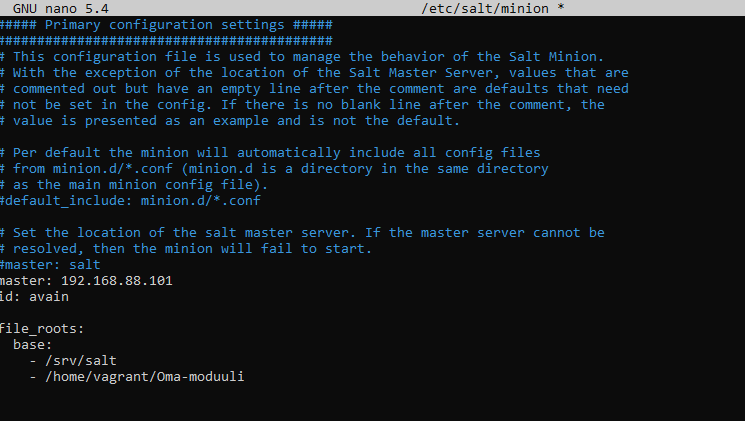 GNU nano 5.4 /etc/salt/minion *
##### Primary configuration settings #####
##########################################
# This configuration file is used to manage the behavior of the Salt Minion.
# With the exception of the location of the Salt Master Server, values that are
# commented out but have an empty line after the comment are defaults that need
# not be set in the config. If there is no blank line after the comment, the
# value is presented as an example and is not the default.
# Per default the minion will automatically include all config files
# from minion.d/*.conf (minion.d is a directory in the same directory
# as the main minion config file).
#default_include: minion.d/*.conf
# Set the location of the salt master server. If the master server cannot be
# resolved, then the minion will fail to start.
#master: salt
master: 192.168.88.101
id: avain
file_roots:
base:
- /srv/salt
- /home/vagrant/Oma-moduuli